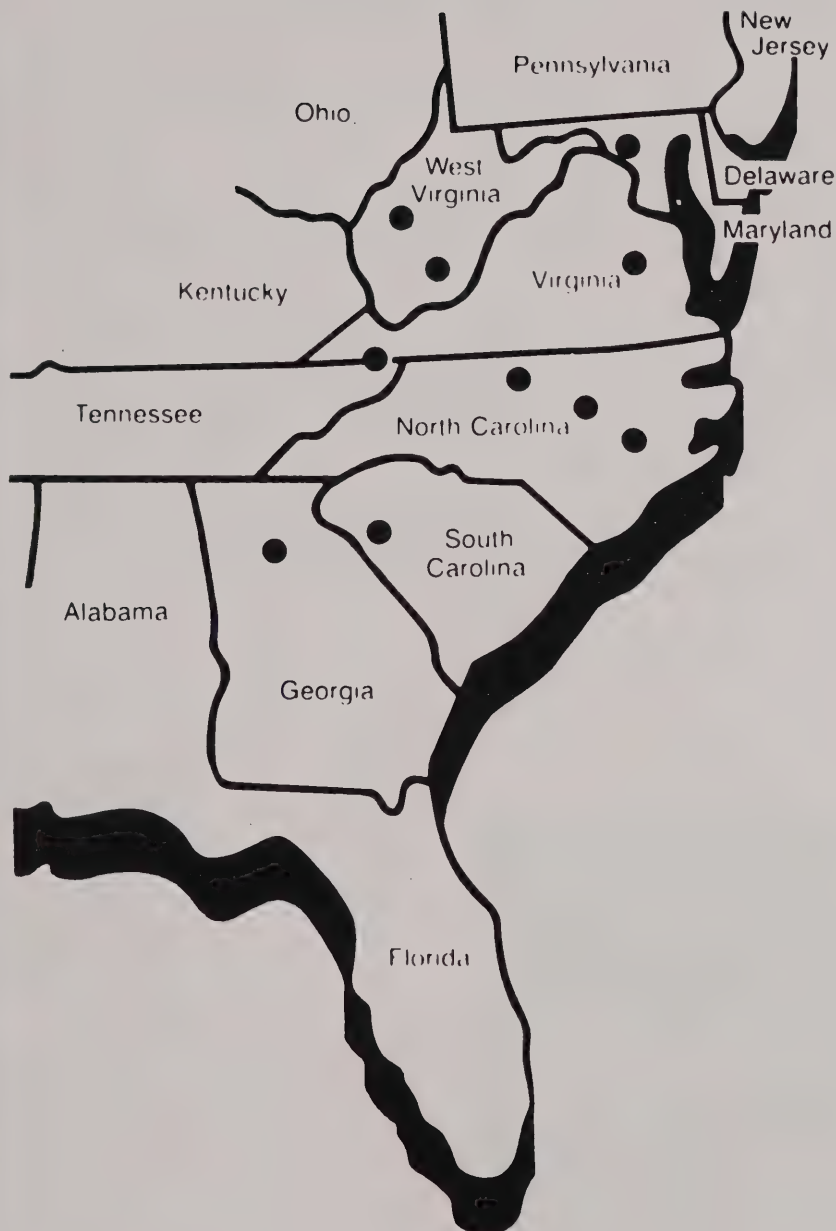 New
Jersey
Pennsylvania
Ohio
West
Virginia
Delaware
Maryland
Kentucky
Virginia
Tennessee
North Carolina
South
Carolina
Alabama
Georgia
Florida